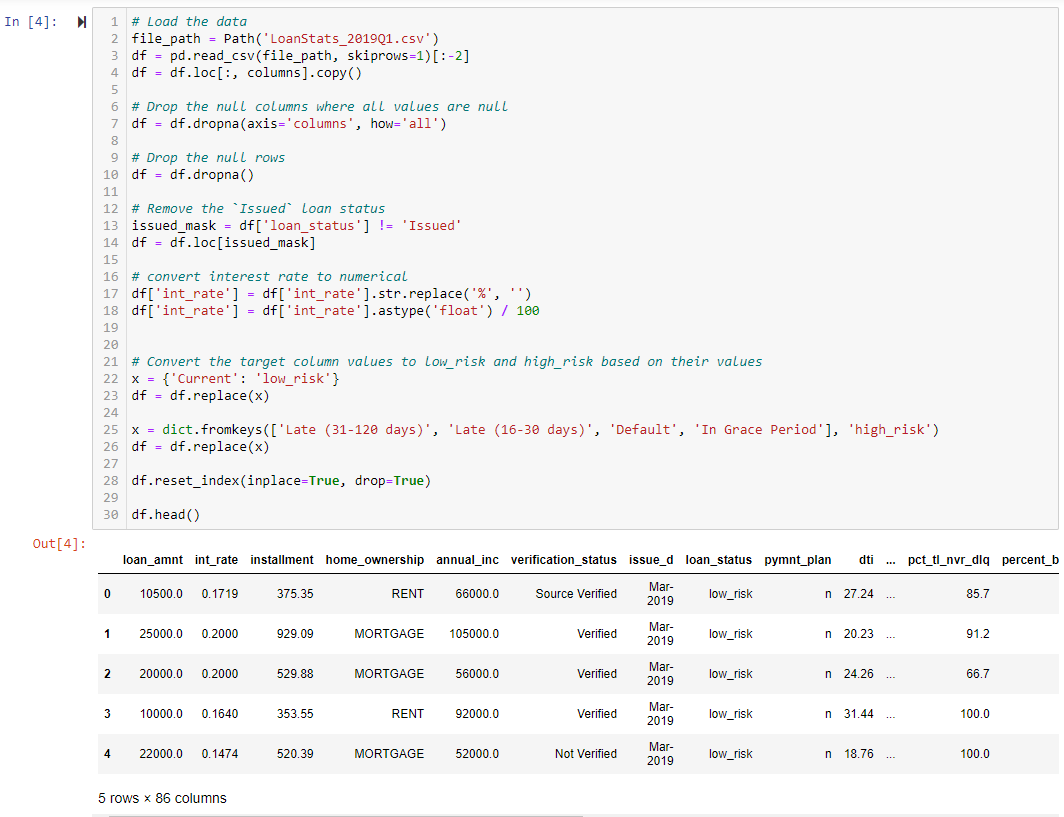 In [4]:
1 # Load the data
2 file_path = Path('LoanStats_2019Q1.csv')
3 df = pd.read_csv(file_path, skiprows=1)[:-2]
4 df = df.loc[:, columns].copy()
5
6 # Drop the null columns where all values are null
7 df = df.dropna(axis='columns', how='all')
8
9 # Drop the null rows
10 df = df.dropna()
11
12 # Remove the `Issued` loan status
13 issued_mask = df['loan_status'] != 'Issued'
14 df = df.loc[issued_mask]
15
16 # convert interest rate to numerical
17 df['int_rate'] = df['int_rate'].str.replace('%', '')
18 df['int_rate'] = df['int_rate'].astype('float') / 100
19
20
21 # Convert the target column values to low_risk and high_risk based on their values
22 x = {'Current': 'low_risk'}
23 df = df.replace(x)
24
25 x = dict.fromkeys(['Late (31-120 days)', 'Late (16-30 days)', 'Default', 'In Grace Period'], 'high_risk')
26 df = df.replace(x)
27
28 df.reset_index(inplace=True, drop=True)
29
30 df.head()
Out[4]:
loan_amnt int_rate installment home_ownership annual_inc verification_status issue_d loan_status pymnt_plan dti ... pct_tl_nvr_dlq percent_b
0 10500.0 0.1719 375.35 RENT 66000.0 Source Verified Mar-2019 low_risk n 27.24 ... 85.7
1 25000.0 0.2000 929.09 MORTGAGE 105000.0 Verified Mar-2019 low_risk n 20.23 ... 91.2
2 20000.0 0.2000 529.88 MORTGAGE 56000.0 Verified Mar-2019 low_risk n 24.26 ... 66.7
3 10000.0 0.1640 353.55 RENT 92000.0 Verified Mar-2019 low_risk n 31.44 ... 100.0
4 22000.0 0.1474 520.39 MORTGAGE 52000.0 Not Verified Mar-2019 low_risk n 18.76 ... 100.0
5 rows × 86 columns